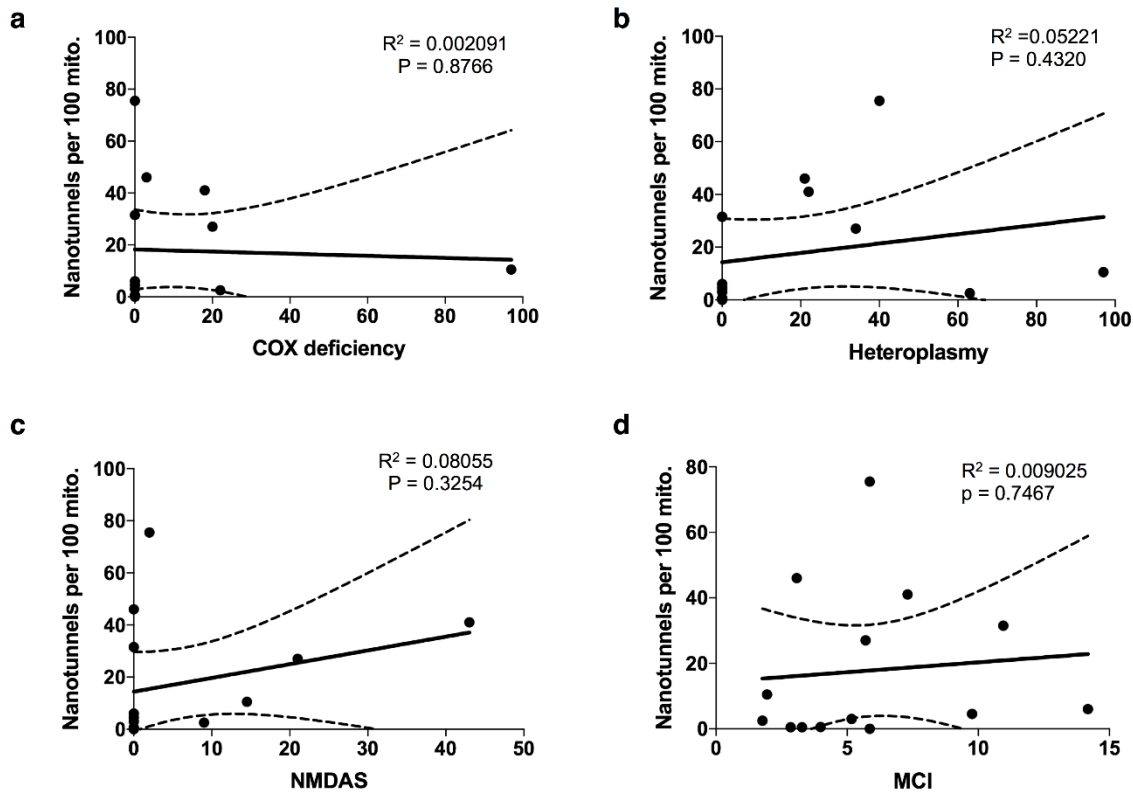 a
R² = 0.002091
P = 0.8766
Nanotunnels per 100 mito.
100
80
60
40
20
0
0 20 40 60 80 100
COX deficiency
b
R² =0.05221
P = 0.4320
Nanotunnels per 100 mito.
100
80
60
40
20
0
0 20 40 60 80 100
Heteroplasmy
c
R² = 0.08055
P = 0.3254
Nanotunnels per 100 mito.
100
80
60
40
20
0
0 10 20 30 40 50
NMDAS
d
R² = 0.009025
p = 0.7467
Nanotunnels per 100 mito.
80
60
40
20
0
0 5 10 15
MCI